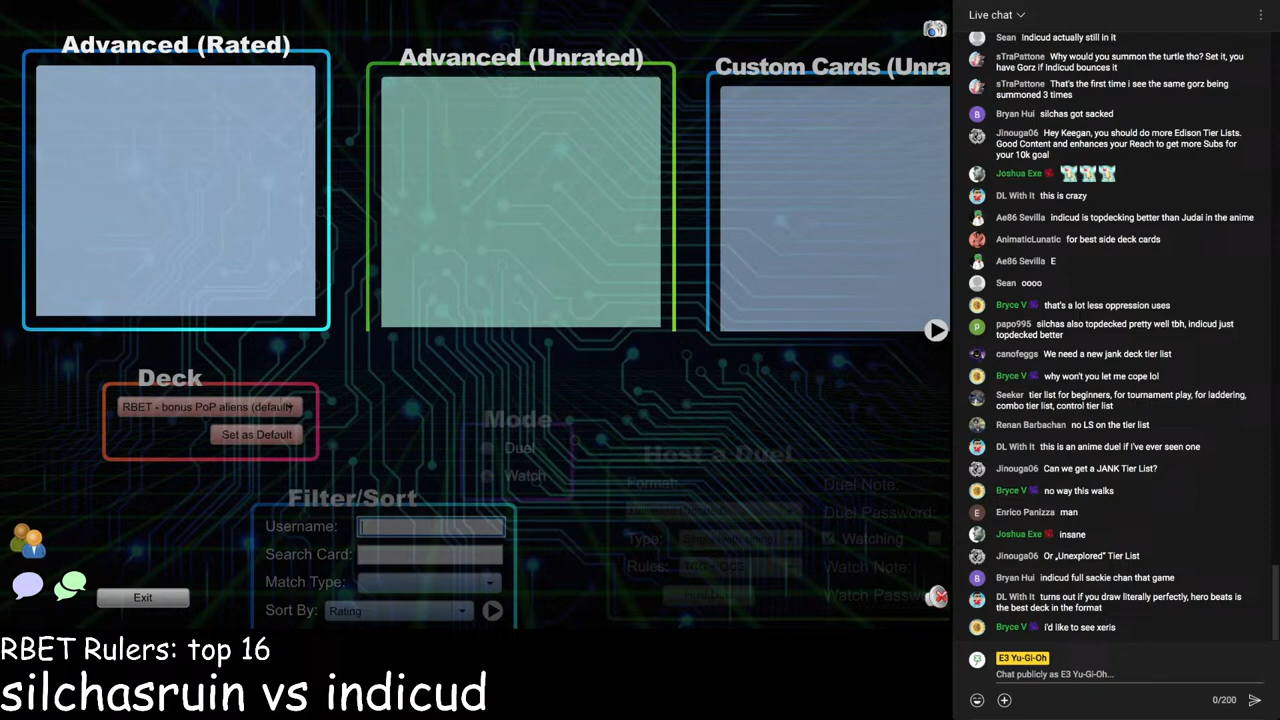 Advanced (Rated)
Advanced (Unrated)
Custom Cards (Unra
Deck
RBET - bonus PoP aliens (default)
Set as Default
Mode
Duel
Watch
Filter/Sort
Username:
Search Card:
Match Type:
Sort By: Rating
Host a Duel
Format:
Type:
Rules:
Duel Note:
Duel Password:
Watching
Watch Note:
Exit
RBET Rulers: top 16
silchasruin vs indicud
Live chat
Sean Indicud actually still in it
sTraPattone Why would you summon the turtle tho? Set it, you
have Gorz if Indicud bounces it
sTraPattone That's the first time i see the same gorz being
summoned 3 times
Bryan Hui silchas got sacked
Jinouga06 Hey Keegan, you should do more Edison Tier Lists.
Good Content and enhances your Reach to get more Subs for
your 10k goal
Joshua Exe
DL With It this is crazy
Ae86 Sevilla indicud is topdecking better than Judai in the anime
AnimaticLunatic for best side deck cards
Ae86 Sevilla E
Sean oooo
Bryce V that's a lot less oppression uses
papo995 silchas also topdecked pretty well tbh, indicud just
topdecked better
canofeggs We need a new jank deck tier list
Bryce V why won't you let me cope lol
Seeker tier list for beginners, for tournament play, for laddering,
combo tier list, control tier list
Renan Barbachan no LS on the tier list
DL With It this is an anime duel if I've ever seen one
Jinouga06 Can we get a JANK Tier List?
Bryce V no way this walks
Enrico Panizza man
Joshua Exe insane
Jinouga06 Or „Unexplored" Tier List
Bryan Hui indicud full sackie chan that game
DL With It turns out if you draw literally perfectly, hero beats is
the best deck in the format
Bryce V I'd like to see xeris
E3 Yu-Gi-Oh
Chat publicly as E3 Yu-Gi-Oh...
0/200